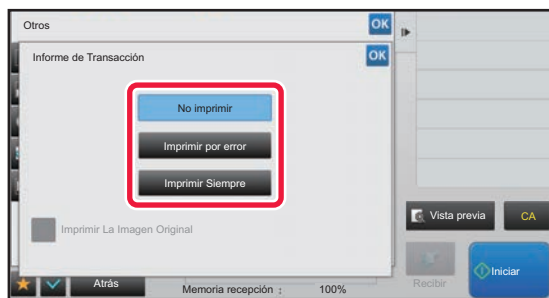 Otros
OK
Informe de Transacción
OK
No imprimir
Imprimir por error
Imprimir Siempre
Imprimir La Imagen Original
Vista previa
CA
Atrás
Memoria recepción :
100%
Recibir
Iniciar